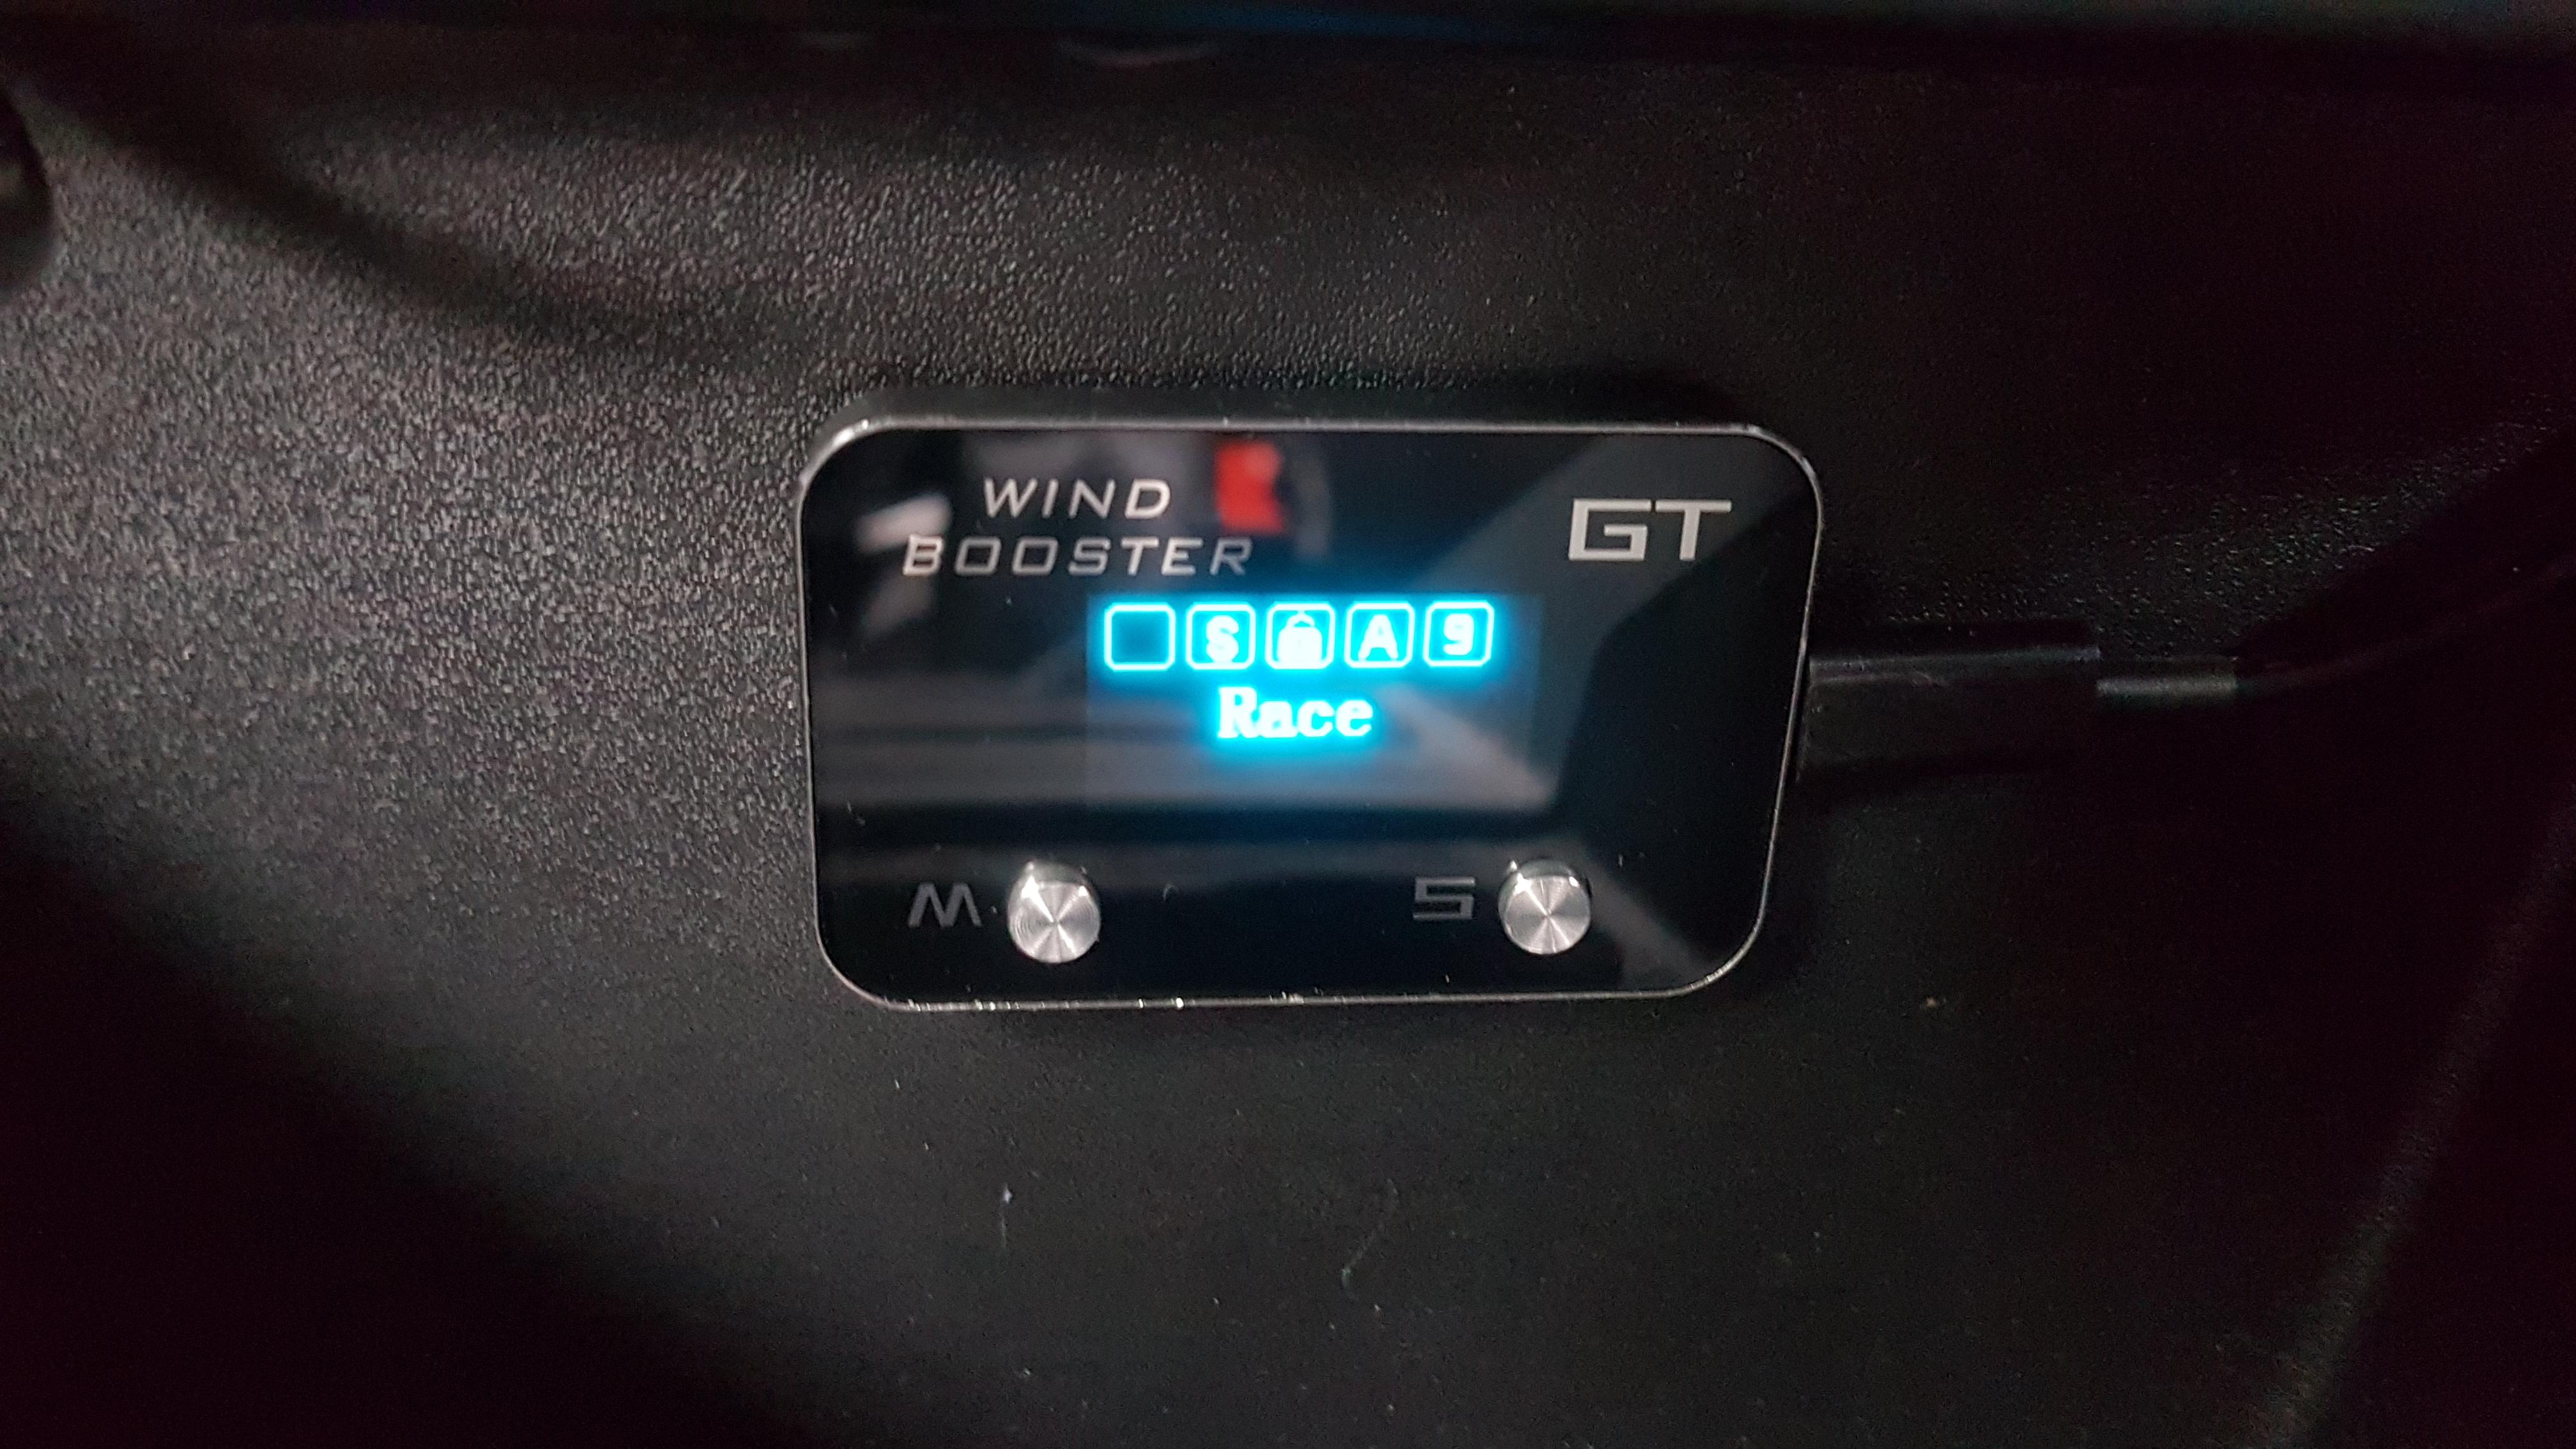 WIND
BOOSTER
GT
S A 9
Race
M S